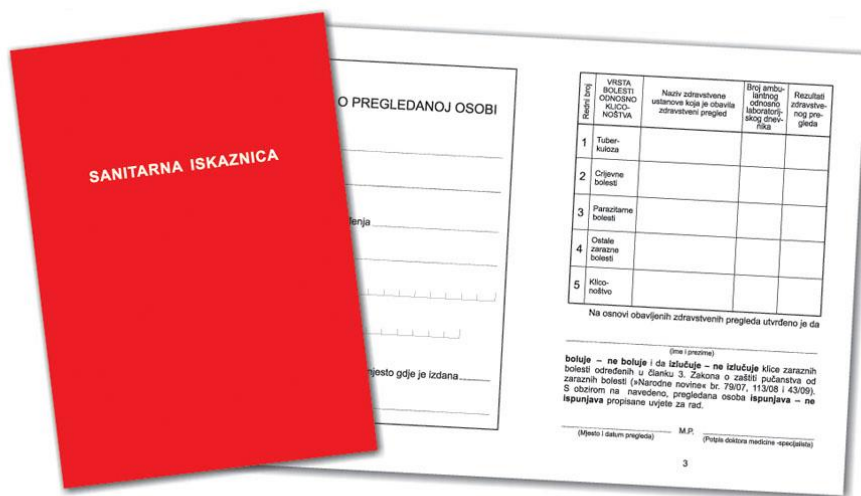 SANITARNA ISKAZNICA
O PREGLEDANOJ OSOBI
đenja
mjesto gdje je izdana
Redni broj
VRSTA
BOLESTI
ODNOSNO
KLICO-
NOŠTVA
Naziv zdravstvene
ustanove koja je obavila
zdravstveni pregled
Broj ambu-
lantnog
odnosno
laboratorij-
skog dnev-
nika
Rezultati
zdravstve-
nog pre-
gleda
1 Tuber-
kuloza
2 Crijevne
bolesti
3 Parazitarne
bolesti
4 Ostale
zarazne
bolesti
5 Klico-
noštvo
Na osnovi obavljenih zdravstvenih pregleda utvrđeno je da
(ime i prezime)
boluje – ne boluje i da izlučuje – ne izlučuje klice zaraznih
bolesti određenih u članku 3. Zakona o zaštiti pučanstva od
zaraznih bolesti (»Narodne novine« br. 79/07, 113/08 i 43/09).
S obzirom na navedeno, pregledana osoba ispunjava – ne
ispunjava propisane uvjete za rad.
M.P.
(Mjesto i datum pregleda)
(Potpis doktora medicine -specijalista)
3